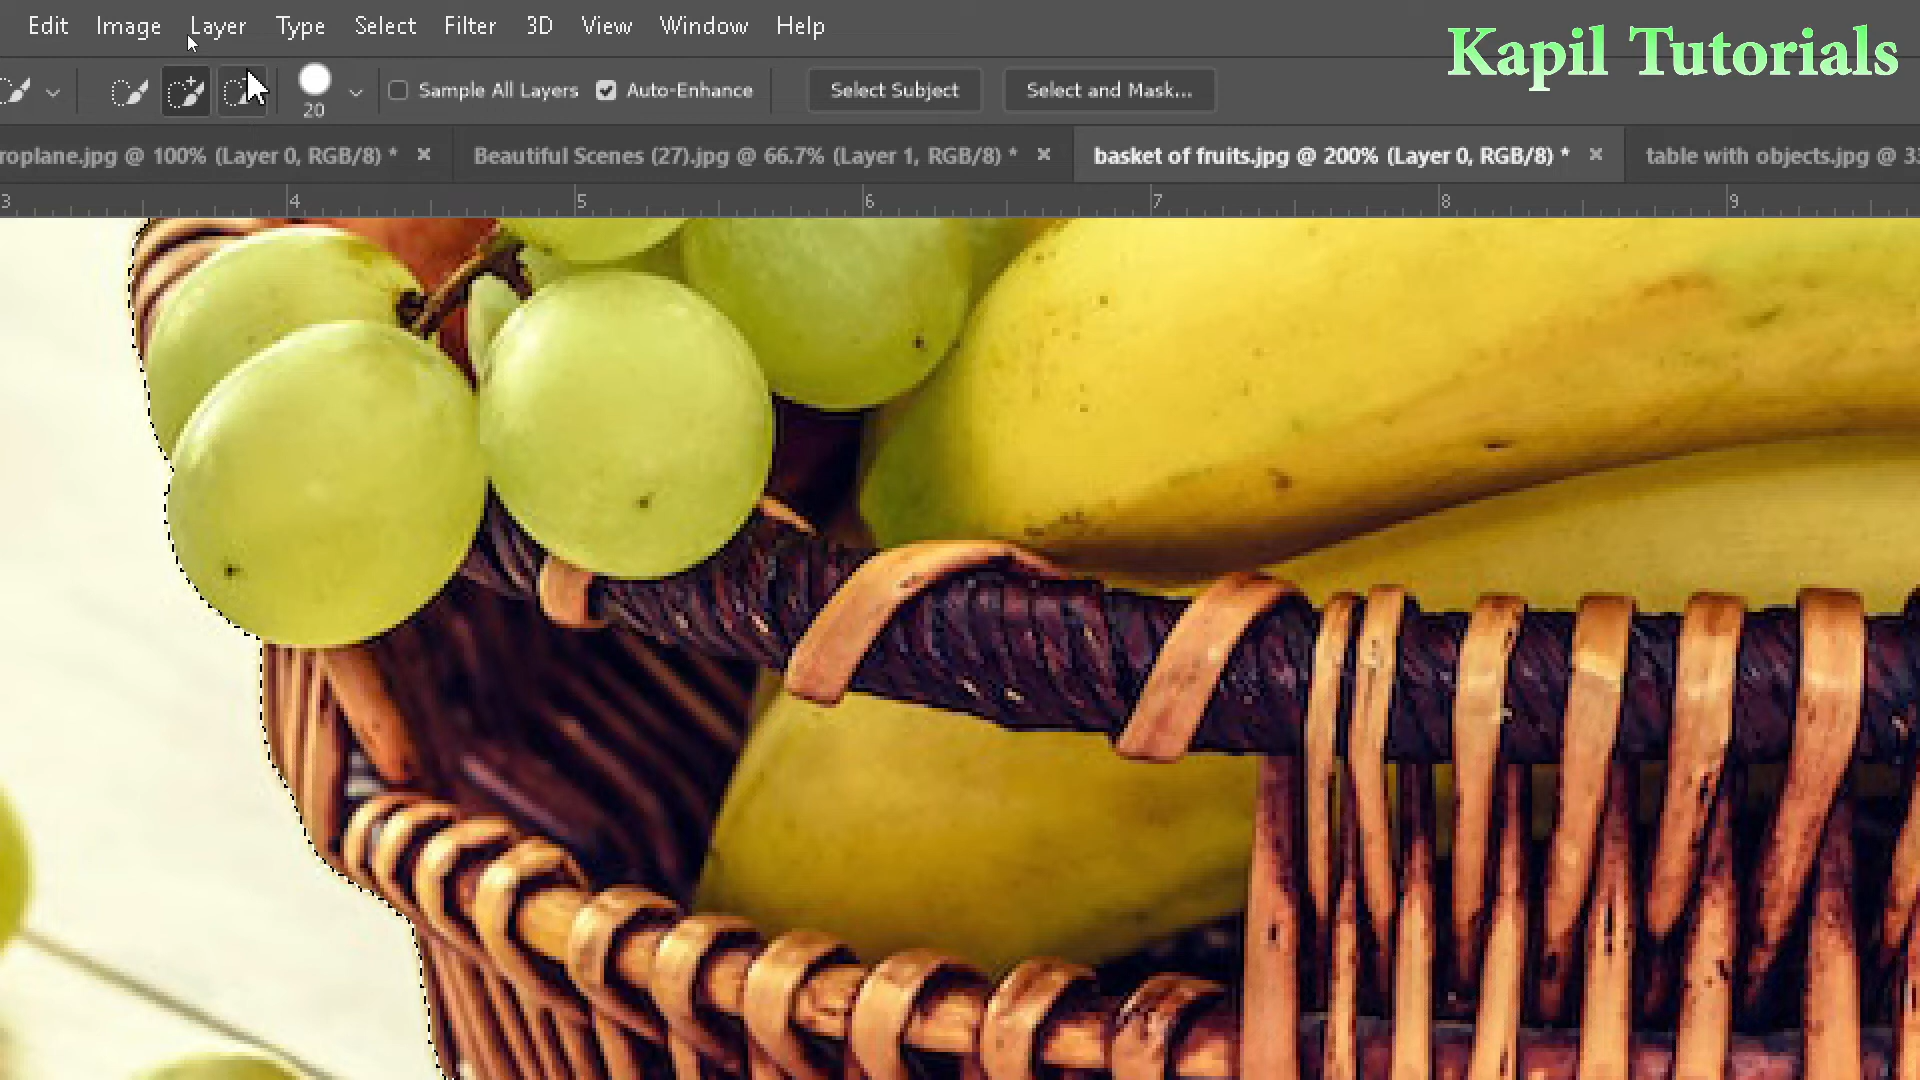 Edit Image Layer Type Select Filter 3D View Window Help
Kapil Tutorials
20 Sample All Layers Auto-Enhance Select Subject Select and Mask...
roplane.jpg @ 100% (Layer 0, RGB/8) * × Beautiful Scenes (27).jpg @ 66.7% (Layer 1, RGB/8) * × basket of fruits.jpg @ 200% (Layer 0, RGB/8) * × table with objects.jpg @ 33
3 4 5 6 7 8 9